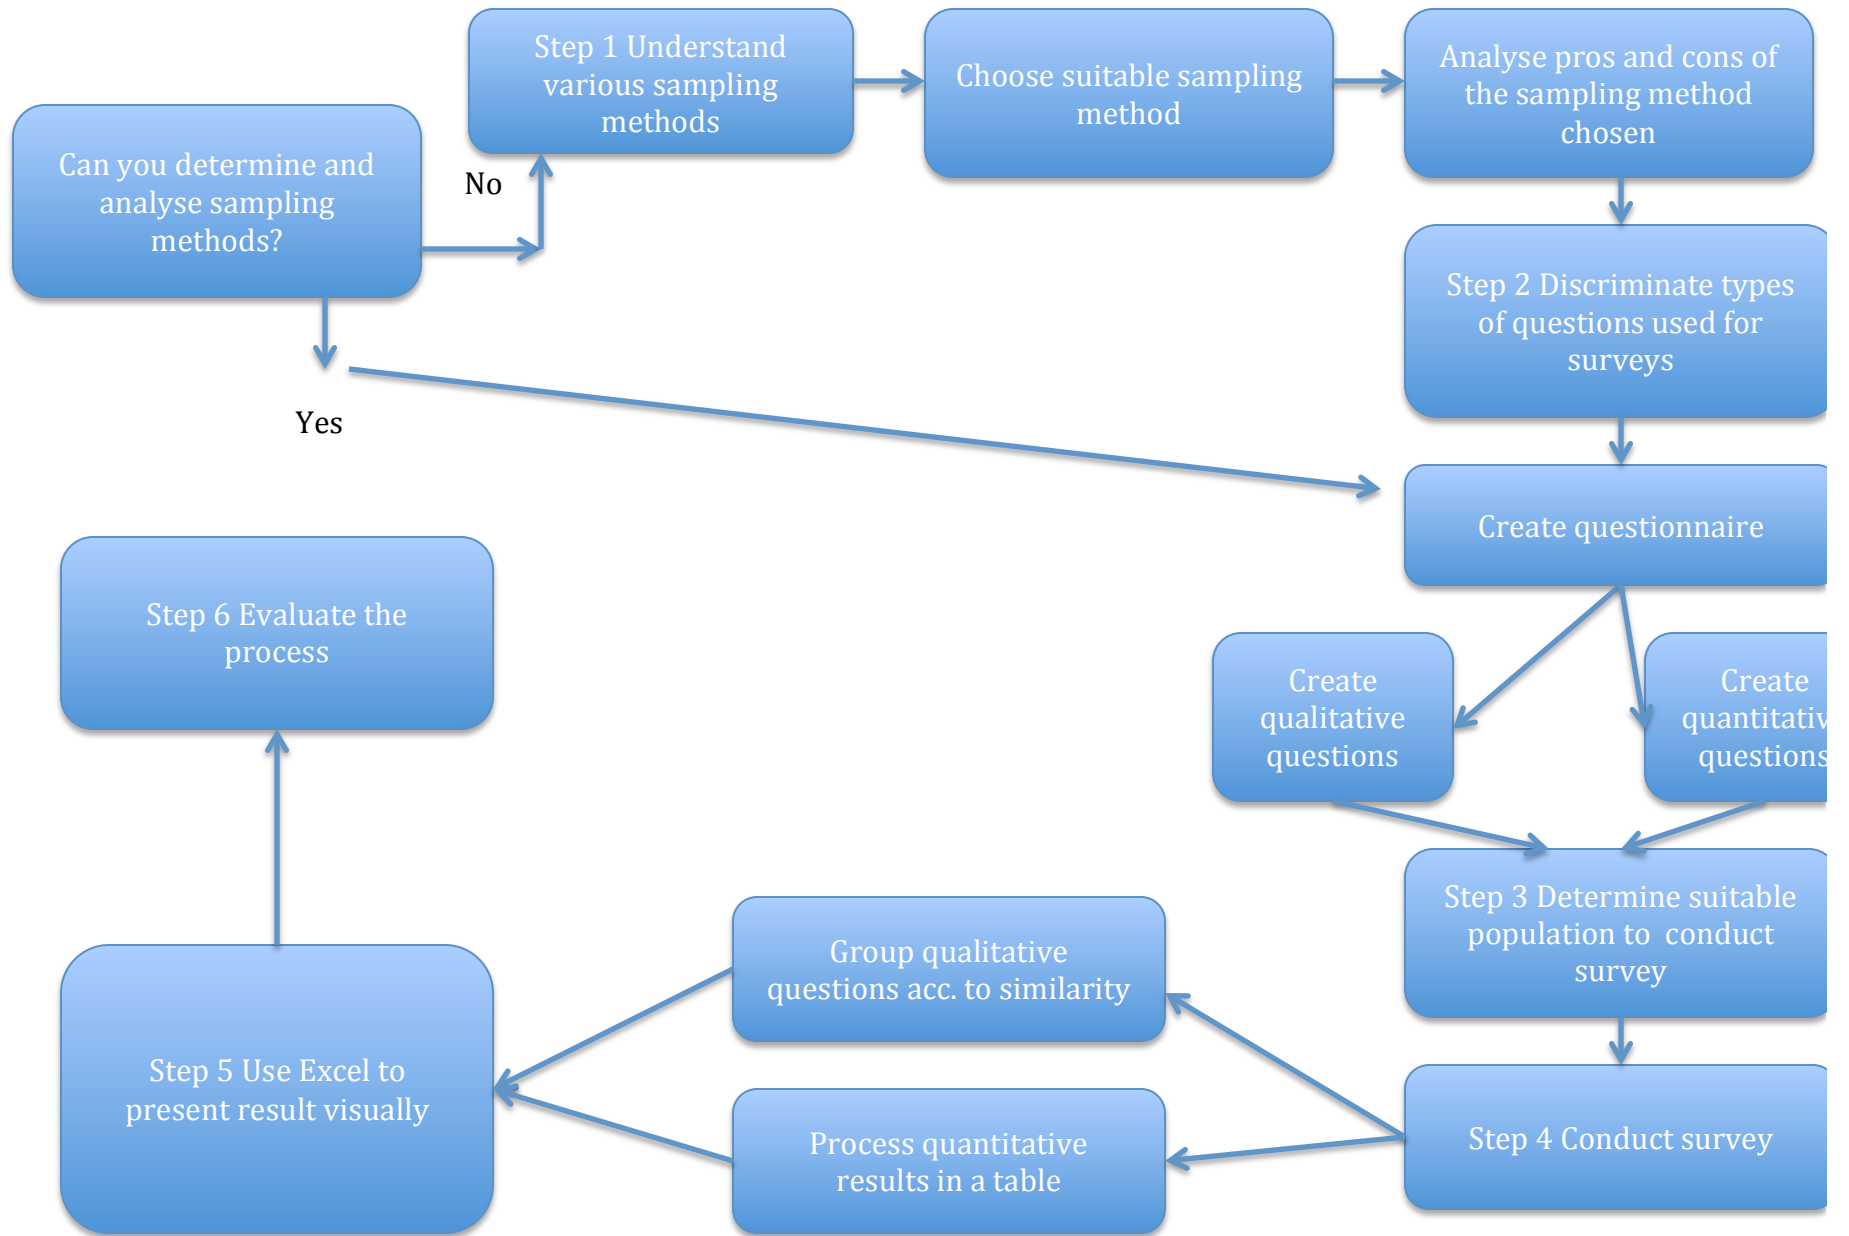 Can you determine and
analyse sampling
methods?
No
Yes
Step 1 Understand
various sampling
methods
Choose suitable sampling
method
Analyse pros and cons of
the sampling method
chosen
Step 2 Discriminate types
of questions used for
surveys
Create questionnaire
Create
qualitative
questions
Create
quantitativ
questions
Step 3 Determine suitable
population to  conduct
survey
Step 4 Conduct survey
Group qualitative
questions acc. to similarity
Process quantitative
results in a table
Step 5 Use Excel to
present result visually
Step 6 Evaluate the
process